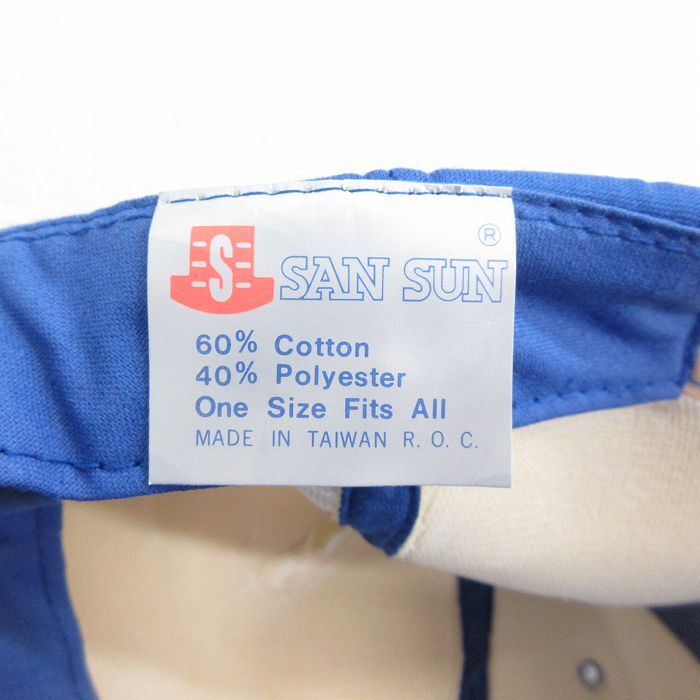 S SAN SUN ®
60% Cotton
40% Polyester
One Size Fits All
MADE IN TAIWAN R. O. C.